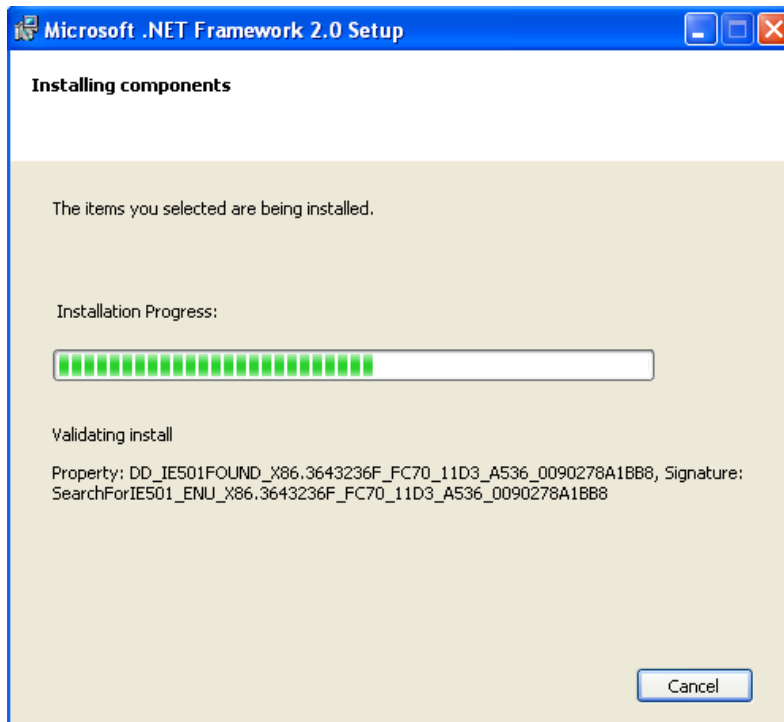 Microsoft .NET Framework 2.0 Setup
Installing components
The items you selected are being installed.
Installation Progress:
Validating install
Property: DD_IE501FOUND_X86.3643236F_FC70_11D3_A536_0090278A1BB8, Signature:
SearchForIE501_ENU_X86.3643236F_FC70_11D3_A536_0090278A1BB8
Cancel